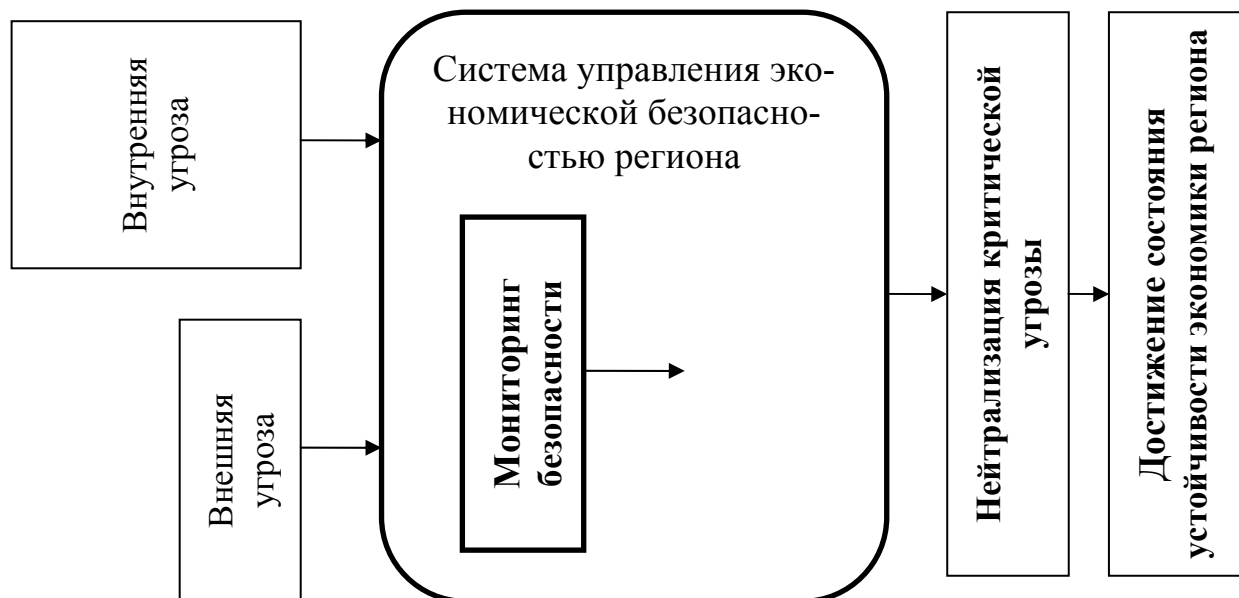 Внутренняя
угроза
Внешняя
угроза
Система управления эко-
номической безопасно-
стью региона
Мониторинг
безопасности
Нейтрализация критической
угрозы
Достижение состояния
устойчивости экономики региона